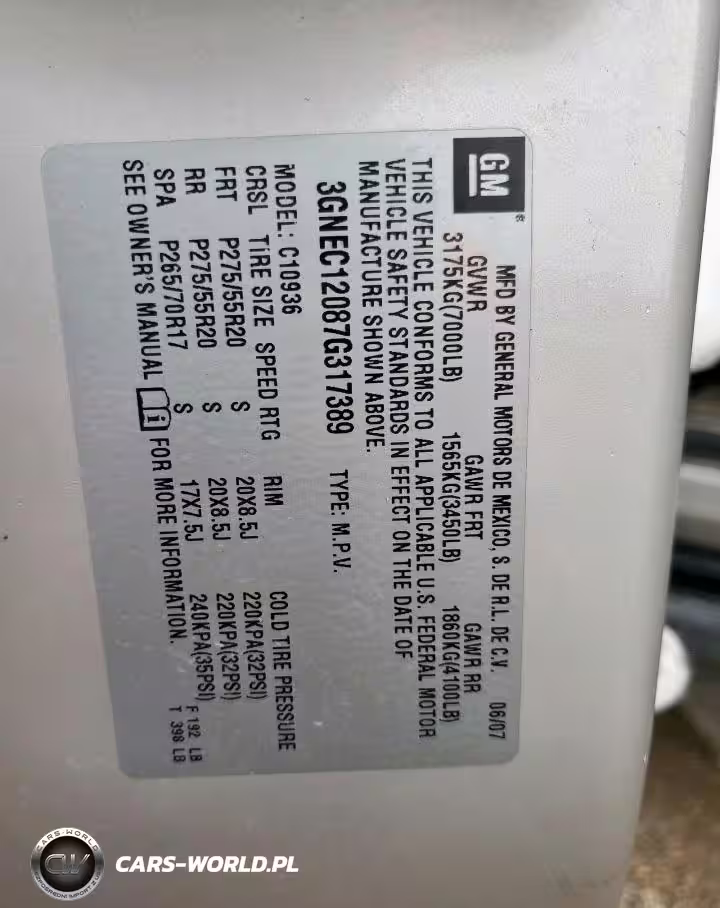 GM
MFD BY GENERAL MOTORS DE MEXICO, S. DE R.L. DE C.V. 06/07
GVWR GAWR FRT GAWR RR
3175KG(7000LB) 1565KG(3450LB) 1860KG(4100LB)
THIS VEHICLE CONFORMS TO ALL APPLICABLE U.S. FEDERAL MOTOR
VEHICLE SAFETY STANDARDS IN EFFECT ON THE DATE OF
MANUFACTURE SHOWN ABOVE.
3GNEC12087G317389 TYPE: M.P.V.
MODEL: C10936
CRSL TIRE SIZE SPEED RTG RIM COLD TIRE PRESSURE
FRT P275/55R20 S 20X8.5J 220KPA(32PSI)
RR P275/55R20 S 20X8.5J 220KPA(32PSI)
SPA P265/70R17 S 17X7.5J 240KPA(35PSI)
SEE OWNER'S MANUAL i FOR MORE INFORMATION.
F 192 LB
T 398 LB
CARS-WORLD
CW
CARS-WORLD.PL